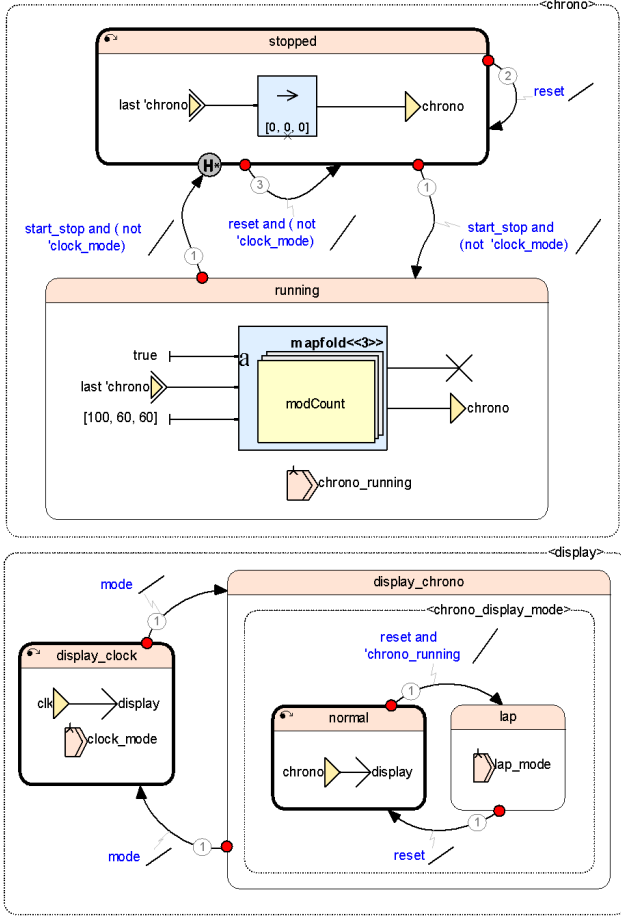 <chrono>
stopped
last 'chrono
[0, 0, 0]
chrono
2
reset
H*
3
1
start_stop and ( not
'clock_mode)
reset and ( not
'clock_mode)
start_stop and
(not 'clock_mode)
1
running
true
last 'chrono
[100, 60, 60]
a
mapfold<<3>>
modCount
chrono
chrono_running
<display>
mode
1
display_chrono
<chrono_display_mode>
display_clock
clk
display
clock_mode
reset and
'chrono_running
1
normal
chrono
display
lap
lap_mode
1
reset
mode
1